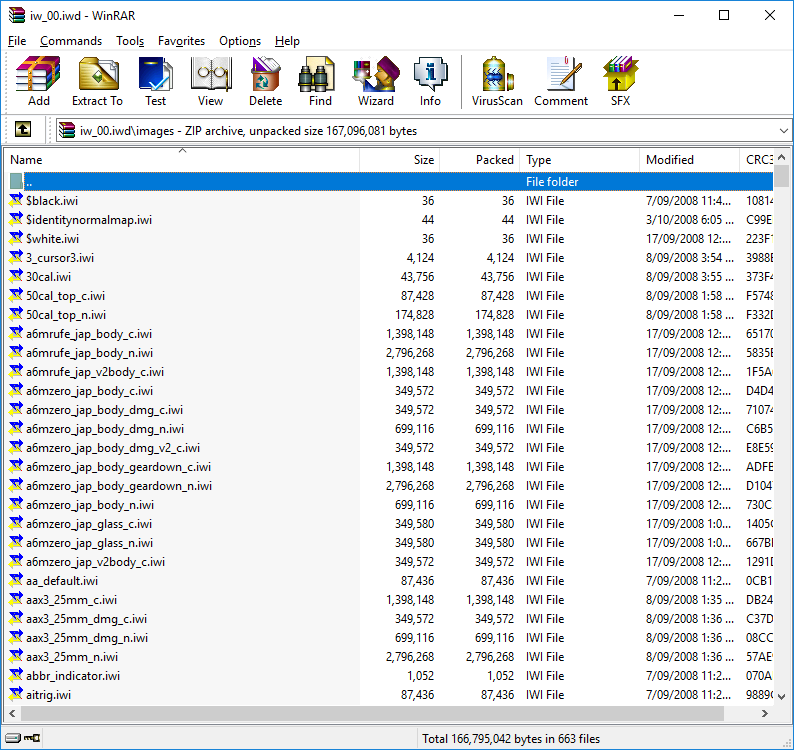 iw_00.iwd - WinRAR
File Commands Tools Favorites Options Help
Add Extract To Test View Delete Find Wizard Info VirusScan Comment SFX
iw_00.iwd\images - ZIP archive, unpacked size 167,096,081 bytes
Name Size Packed Type Modified CRC3
.. File folder
$black.iwi 36 36 IWI File 7/09/2008 11:4... 10814
$identitynormalmap.iwi 44 44 IWI File 3/10/2008 6:05 ... C99E
$white.iwi 36 36 IWI File 17/09/2008 12:... 223F1
3_cursor3.iwi 4,124 4,124 IWI File 8/09/2008 3:54 ... 3988E
30cal.iwi 43,756 43,756 IWI File 8/09/2008 3:55 ... 373F4
50cal_top_c.iwi 87,428 87,428 IWI File 8/09/2008 1:58 ... F5748
50cal_top_n.iwi 174,828 174,828 IWI File 8/09/2008 1:58 ... F332D
a6mrufe_jap_body_c.iwi 1,398,148 1,398,148 IWI File 17/09/2008 12:... 65170
a6mrufe_jap_body_n.iwi 2,796,268 2,796,268 IWI File 17/09/2008 12:... 5835E
a6mrufe_jap_v2body_c.iwi 1,398,148 1,398,148 IWI File 17/09/2008 12:... 1F5A
a6mzero_jap_body_c.iwi 349,572 349,572 IWI File 17/09/2008 12:... D4D4
a6mzero_jap_body_dmg_c.iwi 349,572 349,572 IWI File 17/09/2008 12:... 71074
a6mzero_jap_body_dmg_n.iwi 699,116 699,116 IWI File 17/09/2008 12:... C6B5
a6mzero_jap_body_dmg_v2_c.iwi 349,572 349,572 IWI File 17/09/2008 12:... E8E59
a6mzero_jap_body_geardown_c.iwi 1,398,148 1,398,148 IWI File 17/09/2008 12:... ADFE
a6mzero_jap_body_geardown_n.iwi 2,796,268 2,796,268 IWI File 17/09/2008 12:... D104
a6mzero_jap_body_n.iwi 699,116 699,116 IWI File 17/09/2008 12:... 730C
a6mzero_jap_glass_c.iwi 349,580 349,580 IWI File 17/09/2008 1:0... 1405
a6mzero_jap_glass_n.iwi 349,580 349,580 IWI File 17/09/2008 1:0... 667B
a6mzero_jap_v2body_c.iwi 349,572 349,572 IWI File 17/09/2008 12:... 1291
aa_default.iwi 87,436 87,436 IWI File 7/09/2008 11:2... 0CB1
aax3_25mm_c.iwi 1,398,148 1,398,148 IWI File 8/09/2008 1:35 ... DB24
aax3_25mm_dmg_c.iwi 349,572 349,572 IWI File 8/09/2008 1:36 ... C37D
aax3_25mm_dmg_n.iwi 699,116 699,116 IWI File 8/09/2008 1:36 ... 08CC
aax3_25mm_n.iwi 2,796,268 2,796,268 IWI File 8/09/2008 1:36 ... 57AE
abbr_indicator.iwi 1,052 1,052 IWI File 7/09/2008 11:2... 070A
aitrig.iwi 87,436 87,436 IWI File 7/09/2008 11:2... 9889
Total 166,795,042 bytes in 663 files